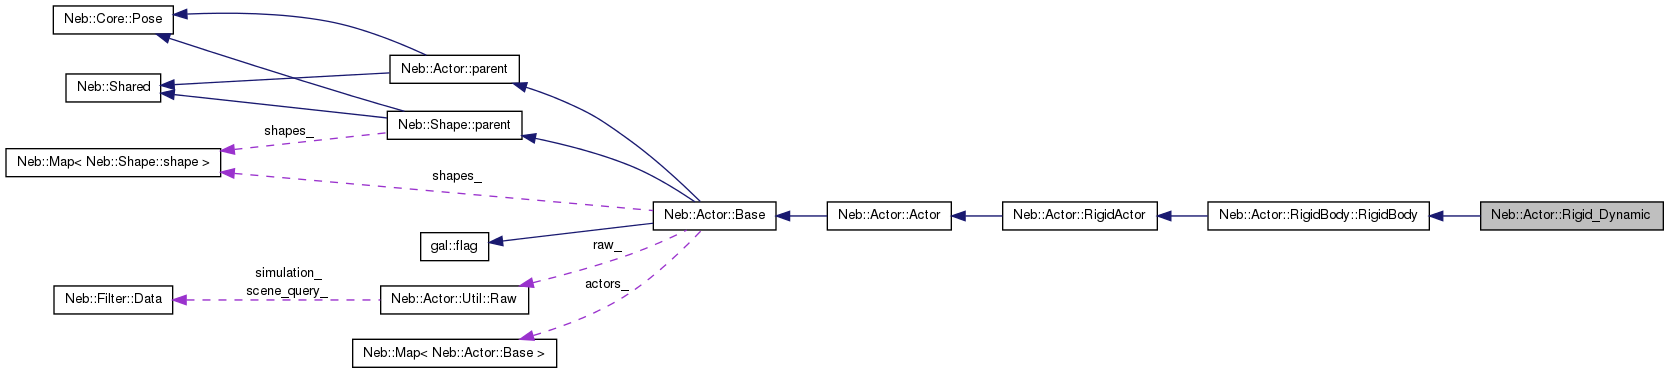 Neb::Core::Pose
Neb::Actor::parent
Neb::Shared
Neb::Shape::parent
shapes_
Neb::Map< Neb::Shape::shape >
shapes_
Neb::Actor::Base
Neb::Actor::Actor
Neb::Actor::RigidActor
Neb::Actor::RigidBody::RigidBody
Neb::Actor::Rigid_Dynamic
gal::flag
raw_
simulation_
scene_query_
actors_
Neb::Filter::Data
Neb::Actor::Util::Raw
Neb::Map< Neb::Actor::Base >